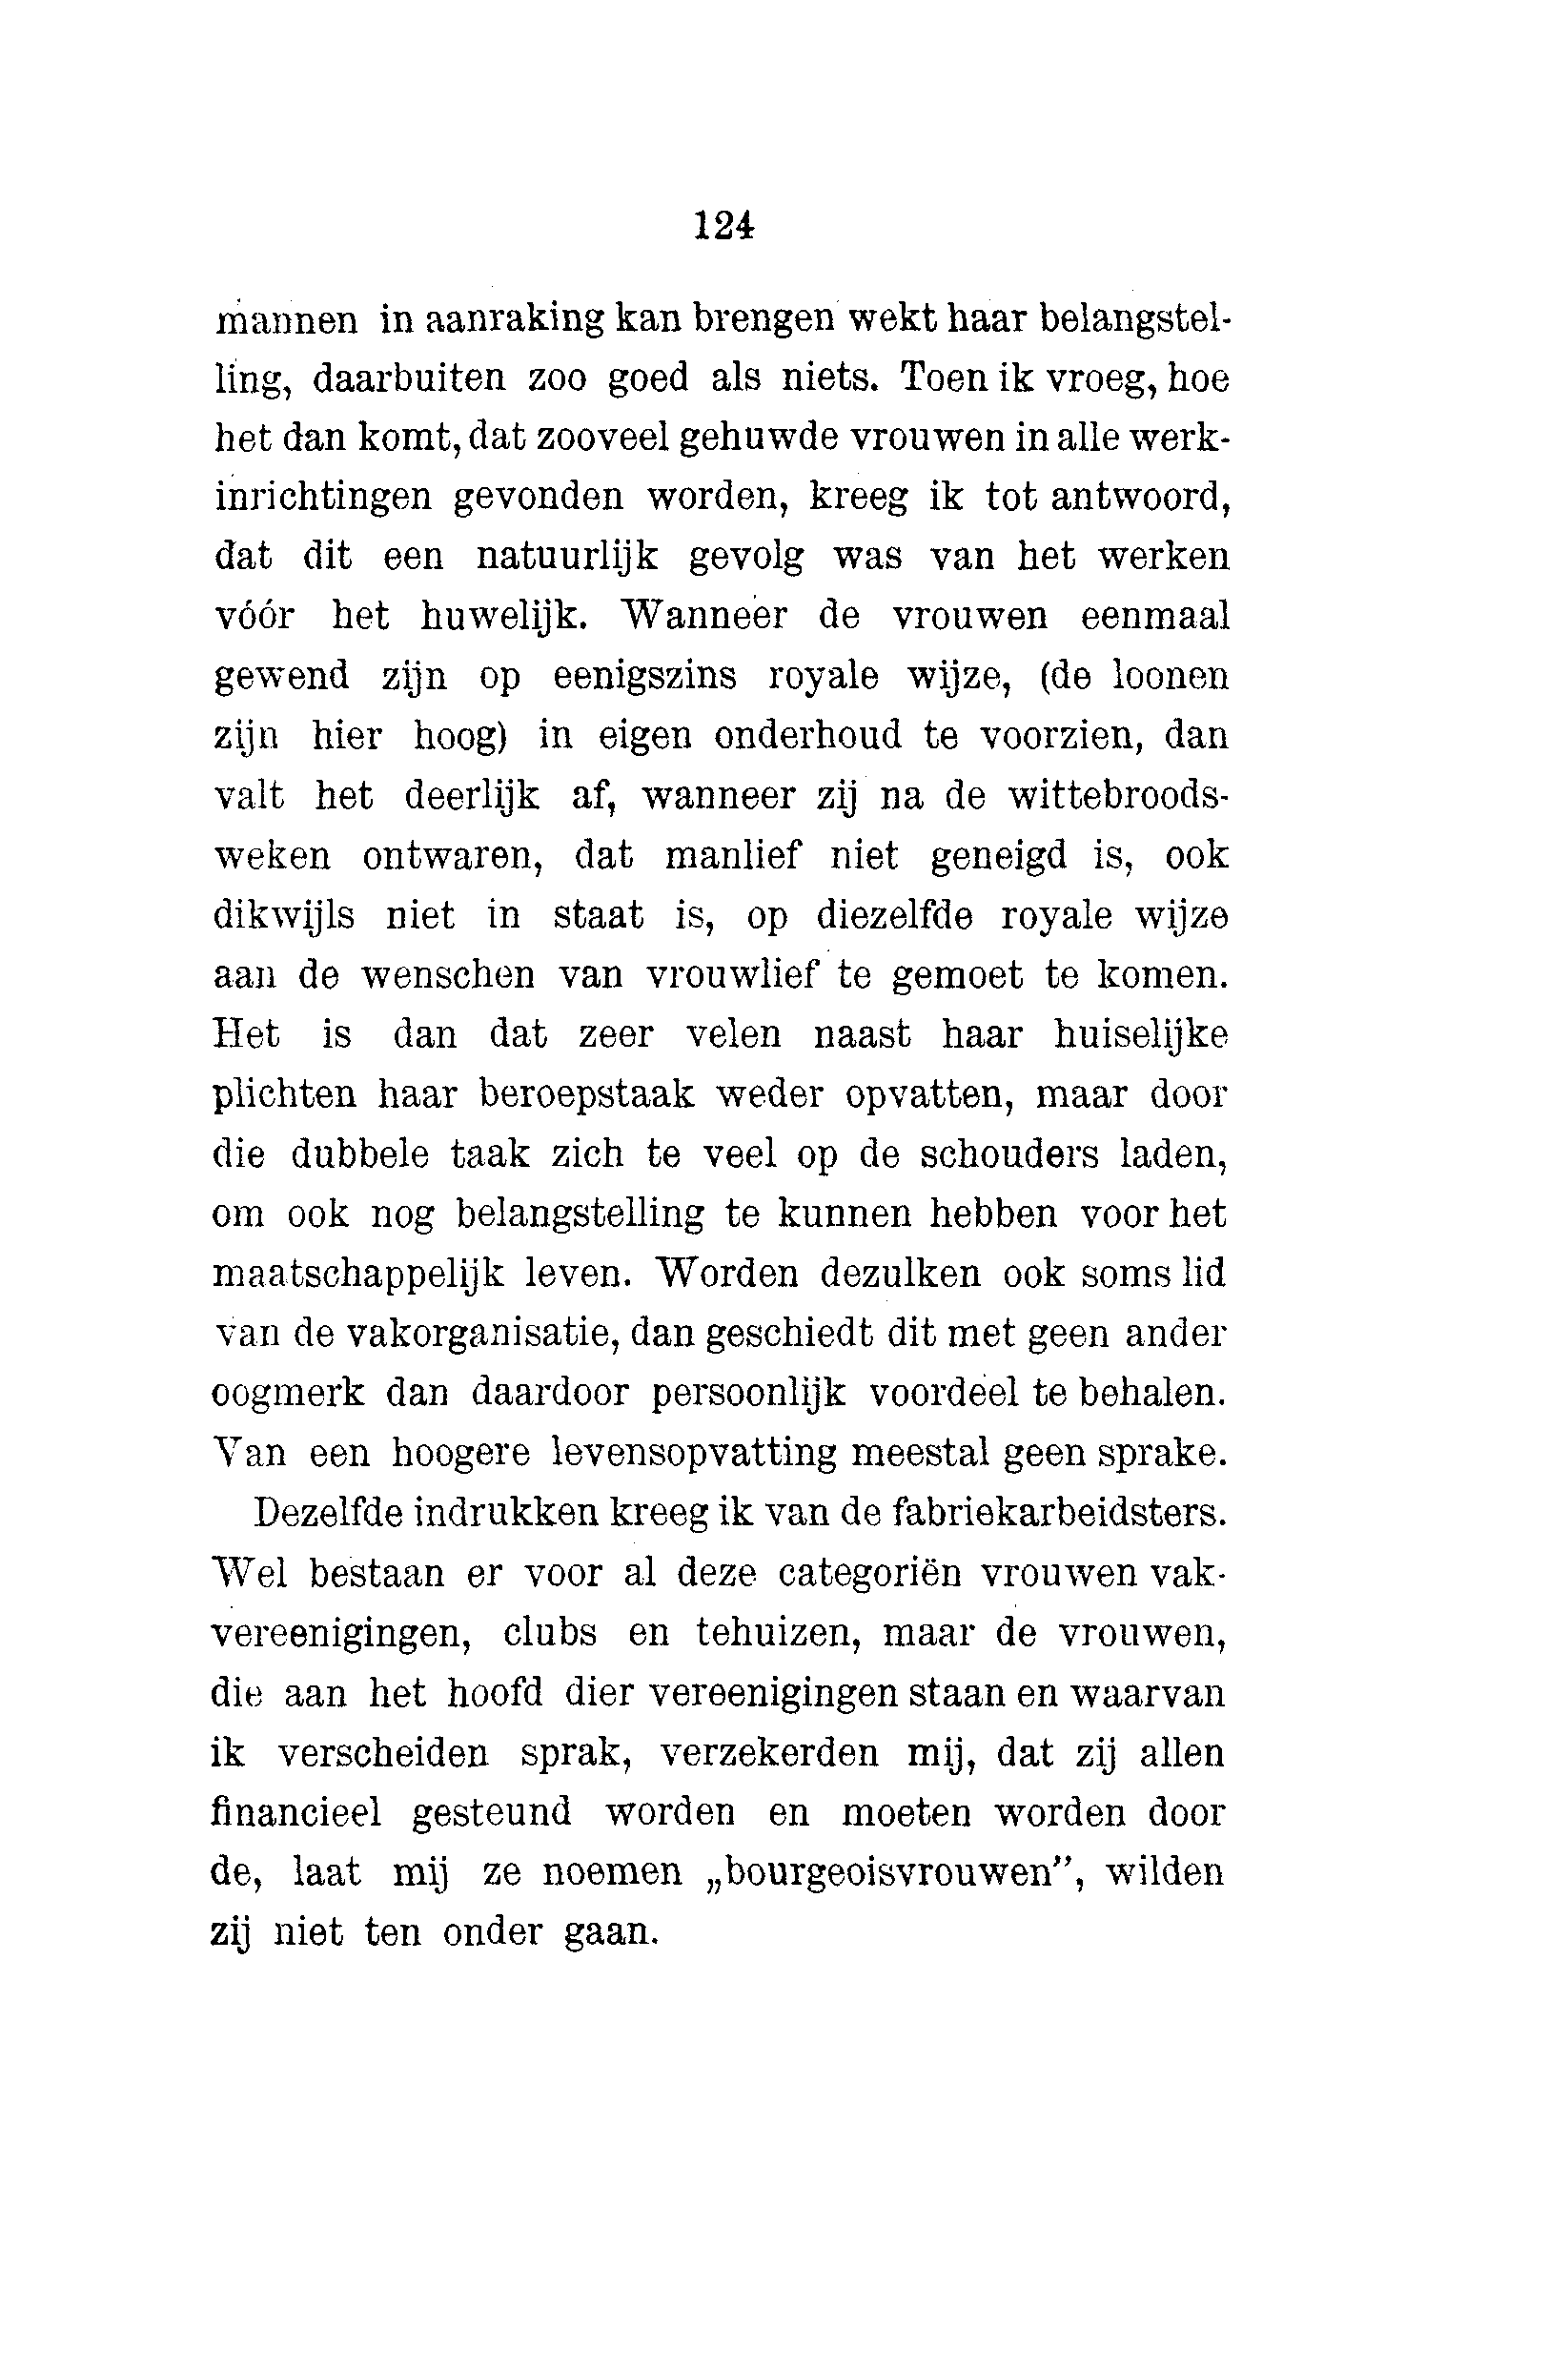 124
mannen in aanraking kan brengen wekt haar belangstel-
ling, daarbuiten zoo goed als niets. Toen ik vroeg, hoe
het dan komt, dat zooveel gehuwde vrouwen in alle werk-
inrichtingen gevonden worden, kreeg ik tot antwoord,
dat dit een natuurlijk gevolg was van het werken
vóór het huwelijk. Wanneer de vrouwen eenmaal
gewend zijn op eenigszins royale wijze, (de loonen
zijn hier hoog) in eigen onderhoud te voorzien, dan
valt het deerlijk af, wanneer zij na de wittebroods-
weken ontwaren, dat manlief niet geneigd is, ook
dikwijls niet in staat is, op diezelfde royale wijze
aan de wenschen van vrouwlief te gemoet te komen.
Het is dan dat zeer velen naast haar huiselijke
plichten haar beroepstaak weder opvatten, maar door
die dubbele taak zich te veel op de schouders laden,
om ook nog belangstelling te kunnen hebben voor het
maatschappelijk leven. Worden dezulken ook soms lid
van de vakorganisatie, dan geschiedt dit met geen ander
oogmerk dan daardoor persoonlijk voordeel te behalen.
Van een hoogere levensopvatting meestal geen sprake.
Dezelfde indrukken kreeg ik van de fabriekarbeidsters.
Wel bestaan er voor al deze categoriën vrouwen vak-
vereenigingen, clubs en tehuizen, maar de vrouwen,
die aan het hoofd dier vereenigingen staan en waarvan
ik verscheiden sprak, verzekerden mij, dat zij allen
financieel gesteund worden en moeten worden door
de, laat mij ze noemen „bourgeoisvrouwen”, wilden
zij niet ten onder gaan.